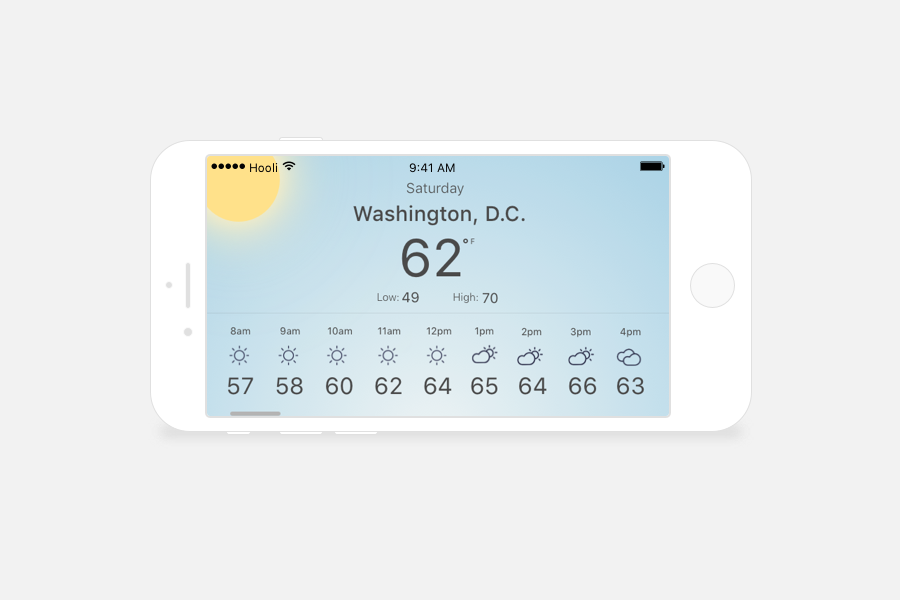 Hooli 9:41 AM
Saturday
Washington, D.C.
62°F
Low: 49 High: 70
8am 9am 10am 11am 12pm 1pm 2pm 3pm 4pm
57 58 60 62 64 65 64 66 63